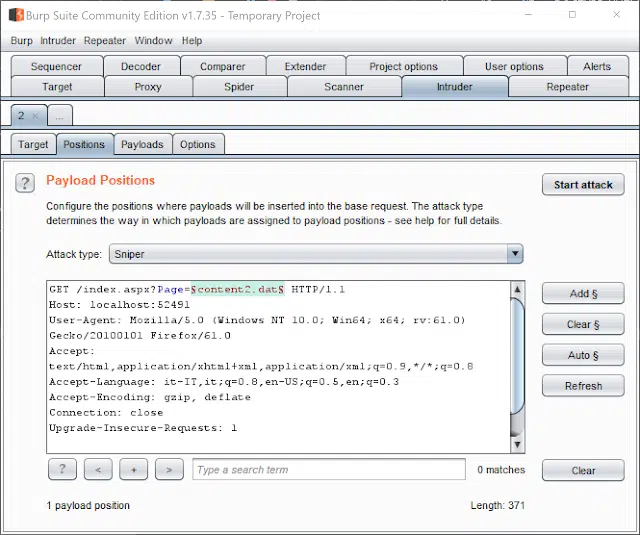 Burp Suite Community Edition v1.7.35 - Temporary Project
Burp Intruder Repeater Window Help
Sequencer Decoder Comparer Extender Project options User options Alerts
Target Proxy Spider Scanner Intruder Repeater
2 × ...
Target Positions Payloads Options
? Payload Positions Start attack
Configure the positions where payloads will be inserted into the base request. The attack type
determines the way in which payloads are assigned to payload positions - see help for full details.
Attack type: Sniper
GET /index.aspx?Page=§content2.dat§ HTTP/1.1
Host: localhost:52491
User-Agent: Mozilla/5.0 (Windows NT 10.0; Win64; x64; rv:61.0)
Gecko/20100101 Firefox/61.0
Accept:
text/html,application/xhtml+xml,application/xml;q=0.9,*/*;q=0.8
Accept-Language: it-IT,it;q=0.8,en-US;q=0.5,en;q=0.3
Accept-Encoding: gzip, deflate
Connection: close
Upgrade-Insecure-Requests: 1
Add §
Clear §
Auto §
Refresh
? < + > Type a search term 0 matches Clear
1 payload position Length: 371